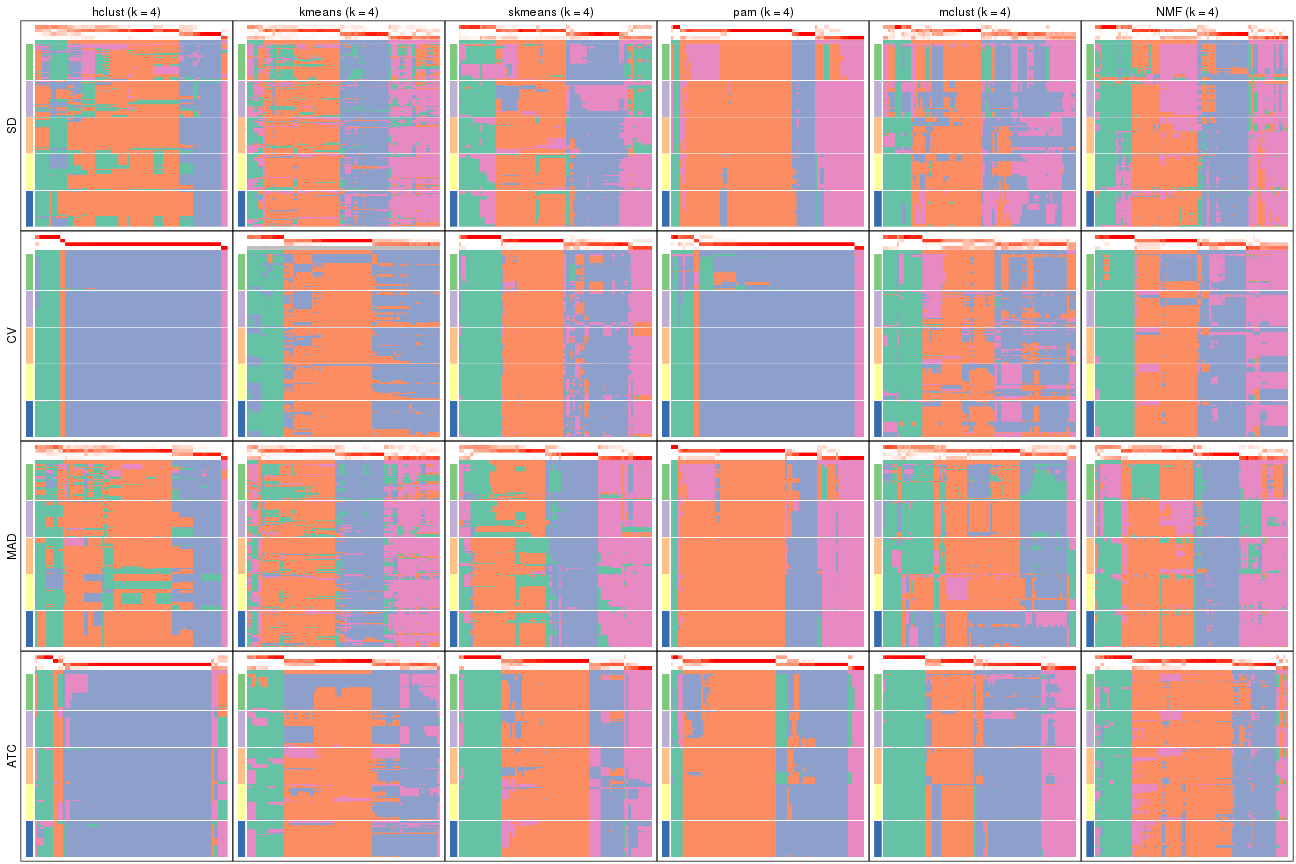 hclust (k = 4) kmeans (k = 4) skmeans (k = 4) pam (k = 4) mclust (k = 4) NMF (k = 4)
SD
CV
MAD
ATC